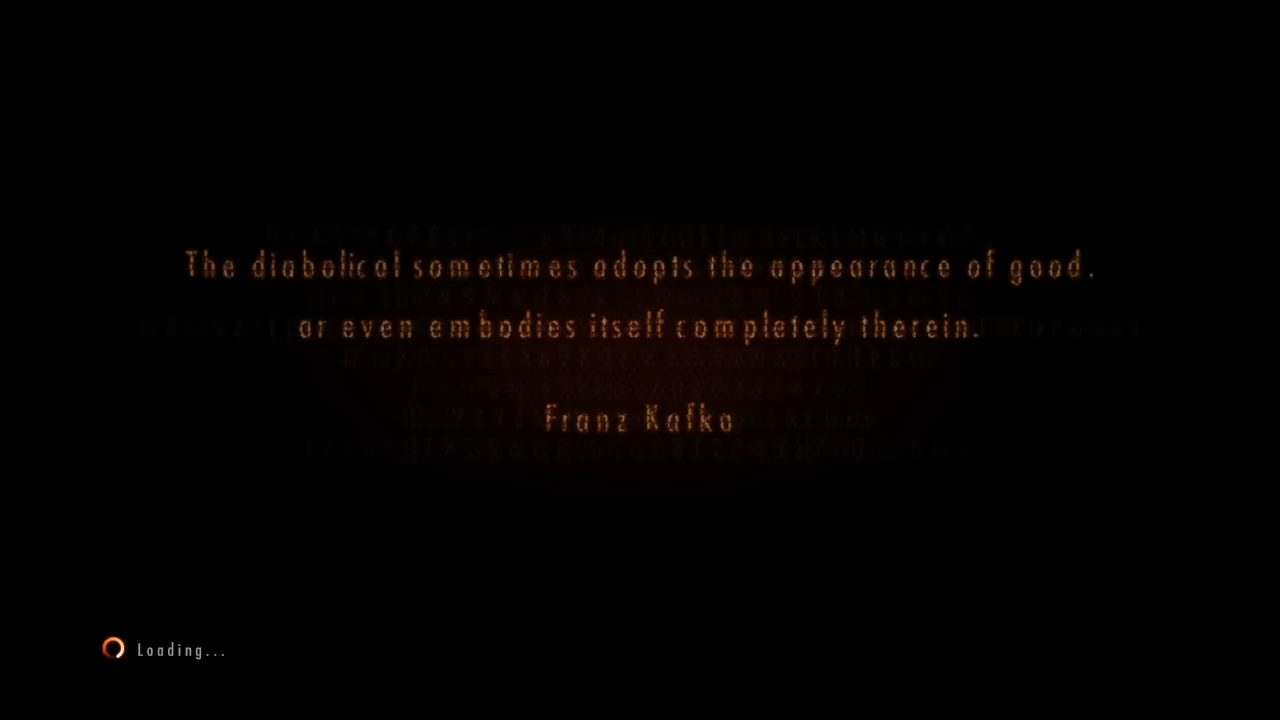 The diabolical sometimes adopts the appearance of good,
or even embodies itself completely therein.
Franz Kafka
Loading...